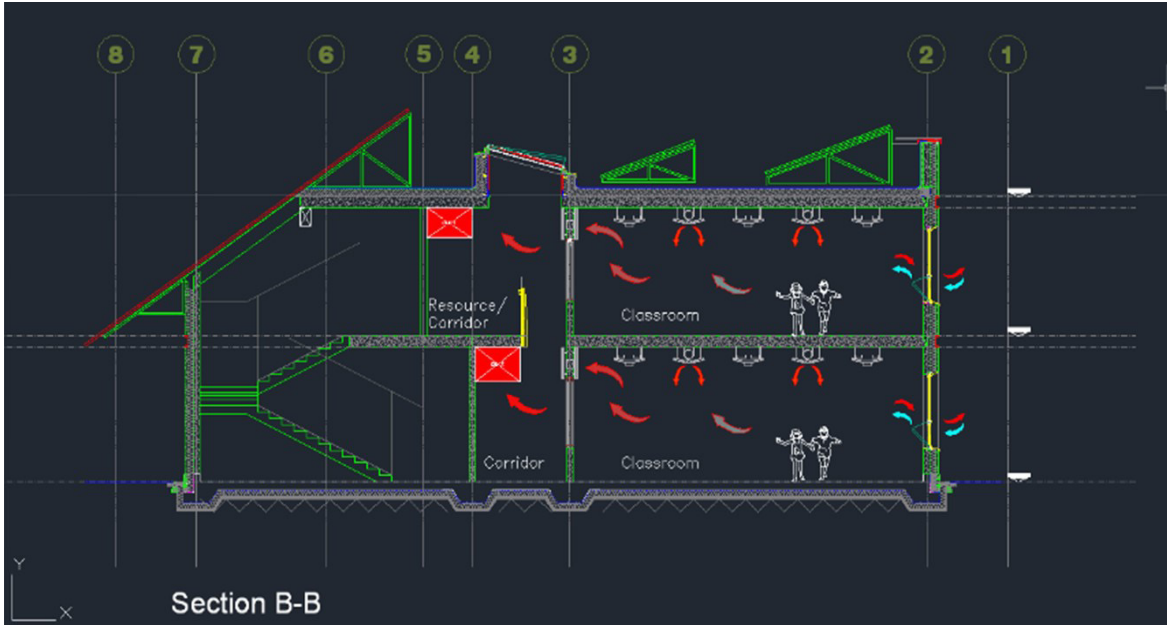 8 7 6 5 4 3 2 1
Resource/
Corridor
Classroom
Corridor
Classroom
Y
X
Section B-B